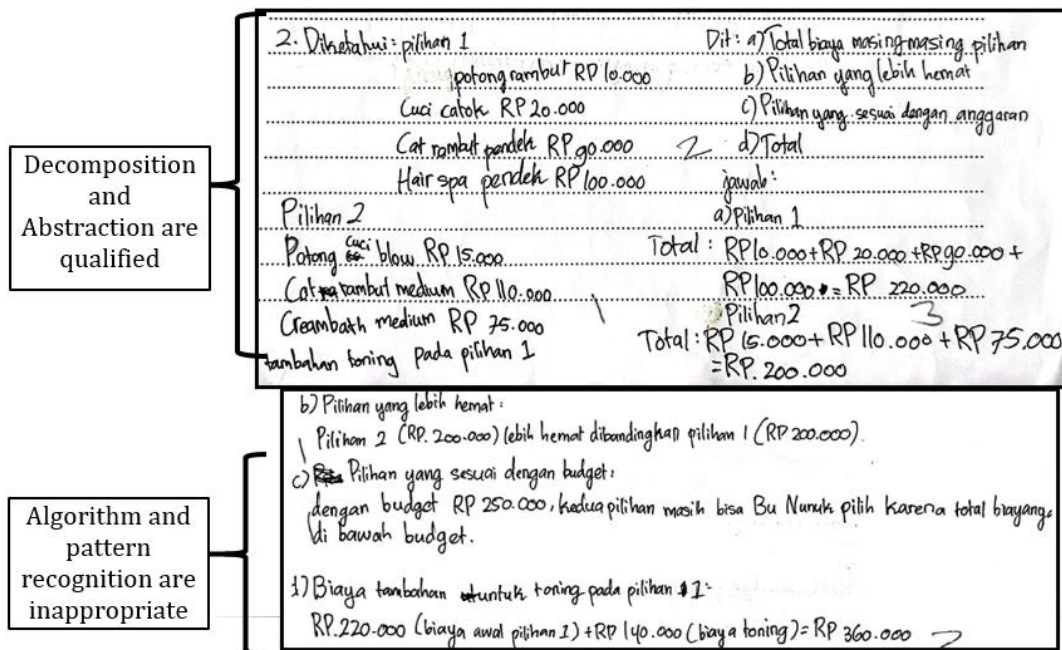 Decomposition
and
Abstraction are
qualified
2. Diketahui: pilihan 1
potong rambut RP 10.000
Cuci catok RP 20.000
Cat rambut pendek RP 90.000 2
Hair spa pendek RP 100.000
Pilihan 2
Potong cuci blow RP 15.000
Cat rambut medium RP 110.000
Creambath medium RP 75.000 1
tambahan toning pada pilihan 1
Dit: a) Total biaya masing-masing pilihan
b) Pilihan yang lebih hemat
c) Pilihan yang sesuai dengan anggaran
d) Total
jawab:
a) Pilihan 1
Total: RP 10.000 + RP 20.000 + RP 90.000 +
RP 100.000 = RP 220.000
Pilihan 2 3
Total: RP 15.000 + RP 110.000 + RP 75.000
= RP. 200.000
Algorithm and
pattern
recognition are
inappropriate
b) Pilihan yang lebih hemat:
1 Pilihan 2 (RP. 200.000) lebih hemat dibandingkan pilihan 1 (RP 200.000).
c) Pilihan yang sesuai dengan budget:
dengan budget RP 250.000, kedua pilihan masih bisa Bu Nunuk pilih karena total biayanya
di bawah budget.
d) Biaya tambahan untuk toning pada pilihan 1:
RP. 220.000 (biaya awal pilihan 1) + RP 140.000 (biaya toning) = RP 360.000 2